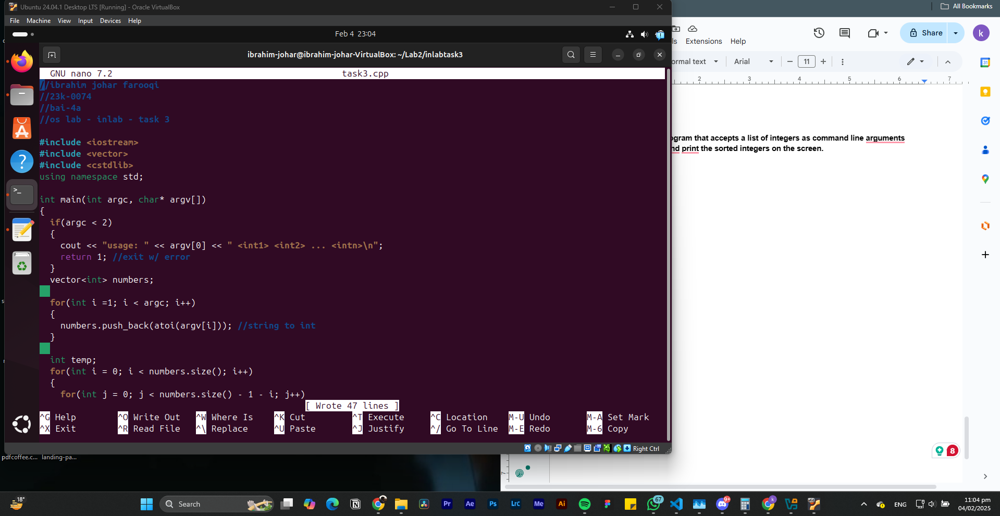 Ubuntu 24.04.1 Desktop LTS [Running] - Oracle VirtualBox
File Machine View Input Devices Help
Feb 4 23:04
ibrahim-johar@ibrahim-johar-VirtualBox: ~/Lab2/inlabtask3
GNU nano 7.2 task3.cpp
//ibrahim johar farooqi
//23k-0074
//bai-4a
//os lab - inlab - task 3
#include <iostream>
#include <vector>
#include <cstdlib>
using namespace std;
int main(int argc, char* argv[])
{
if(argc < 2)
{
cout << "usage: " << argv[0] << " <int1> <int2> ... <intn>\n";
return 1; //exit w/ error
}
vector<int> numbers;
for(int i =1; i < argc; i++)
{
numbers.push_back(atoi(argv[i])); //string to int
}
int temp;
for(int i = 0; i < numbers.size(); i++)
{
for(int j = 0; j < numbers.size() - 1 - i; j++)
[ Wrote 47 lines ]
^G Help ^O Write Out ^W Where Is ^K Cut ^T Execute ^C Location M-U Undo M-A Set Mark
^X Exit ^R Read File ^\ Replace ^U Paste ^J Justify ^/ Go To Line M-E Redo M-6 Copy
Right Ctrl
All Bookmarks
ls Extensions Help
Share
k
ormal text Arial 11
2 3 4 5 6 7
31
ogram that accepts a list of integers as command line arguments
nd print the sorted integers on the screen.
8
7
pdfcoffee.c... landing-pa...
18°
Search
Pr Ae Ps Lrc Me Ai
67
9+
k
ENG
11:04 pm
04/02/2025